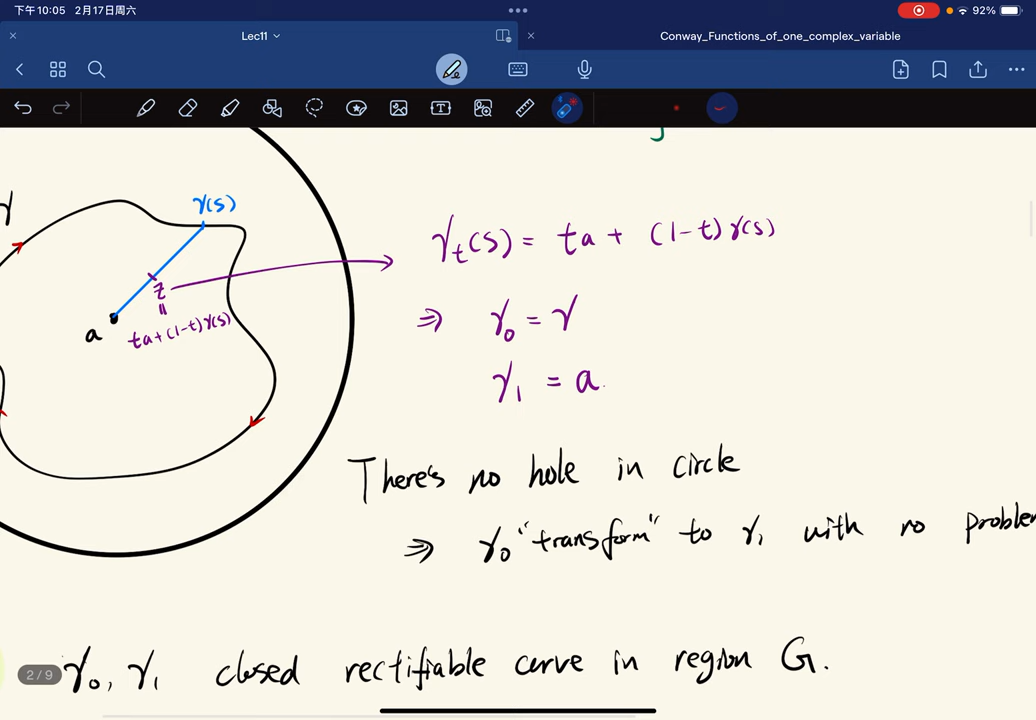 下午10:05 2月17日周六
92%
Lec11
Conway_Functions_of_one_complex_variable
γ
γ(s)
z
=
ta+(1-t)γ(s)
a
γₜ(s) = ta + (1-t)γ(s)
⇒ γ₀ = γ
γ₁ = a.
There's no hole in circle
⇒ γ₀ "transform" to γ₁ with no problem
2/9
γ₀, γ₁ closed rectifiable curve in region G.